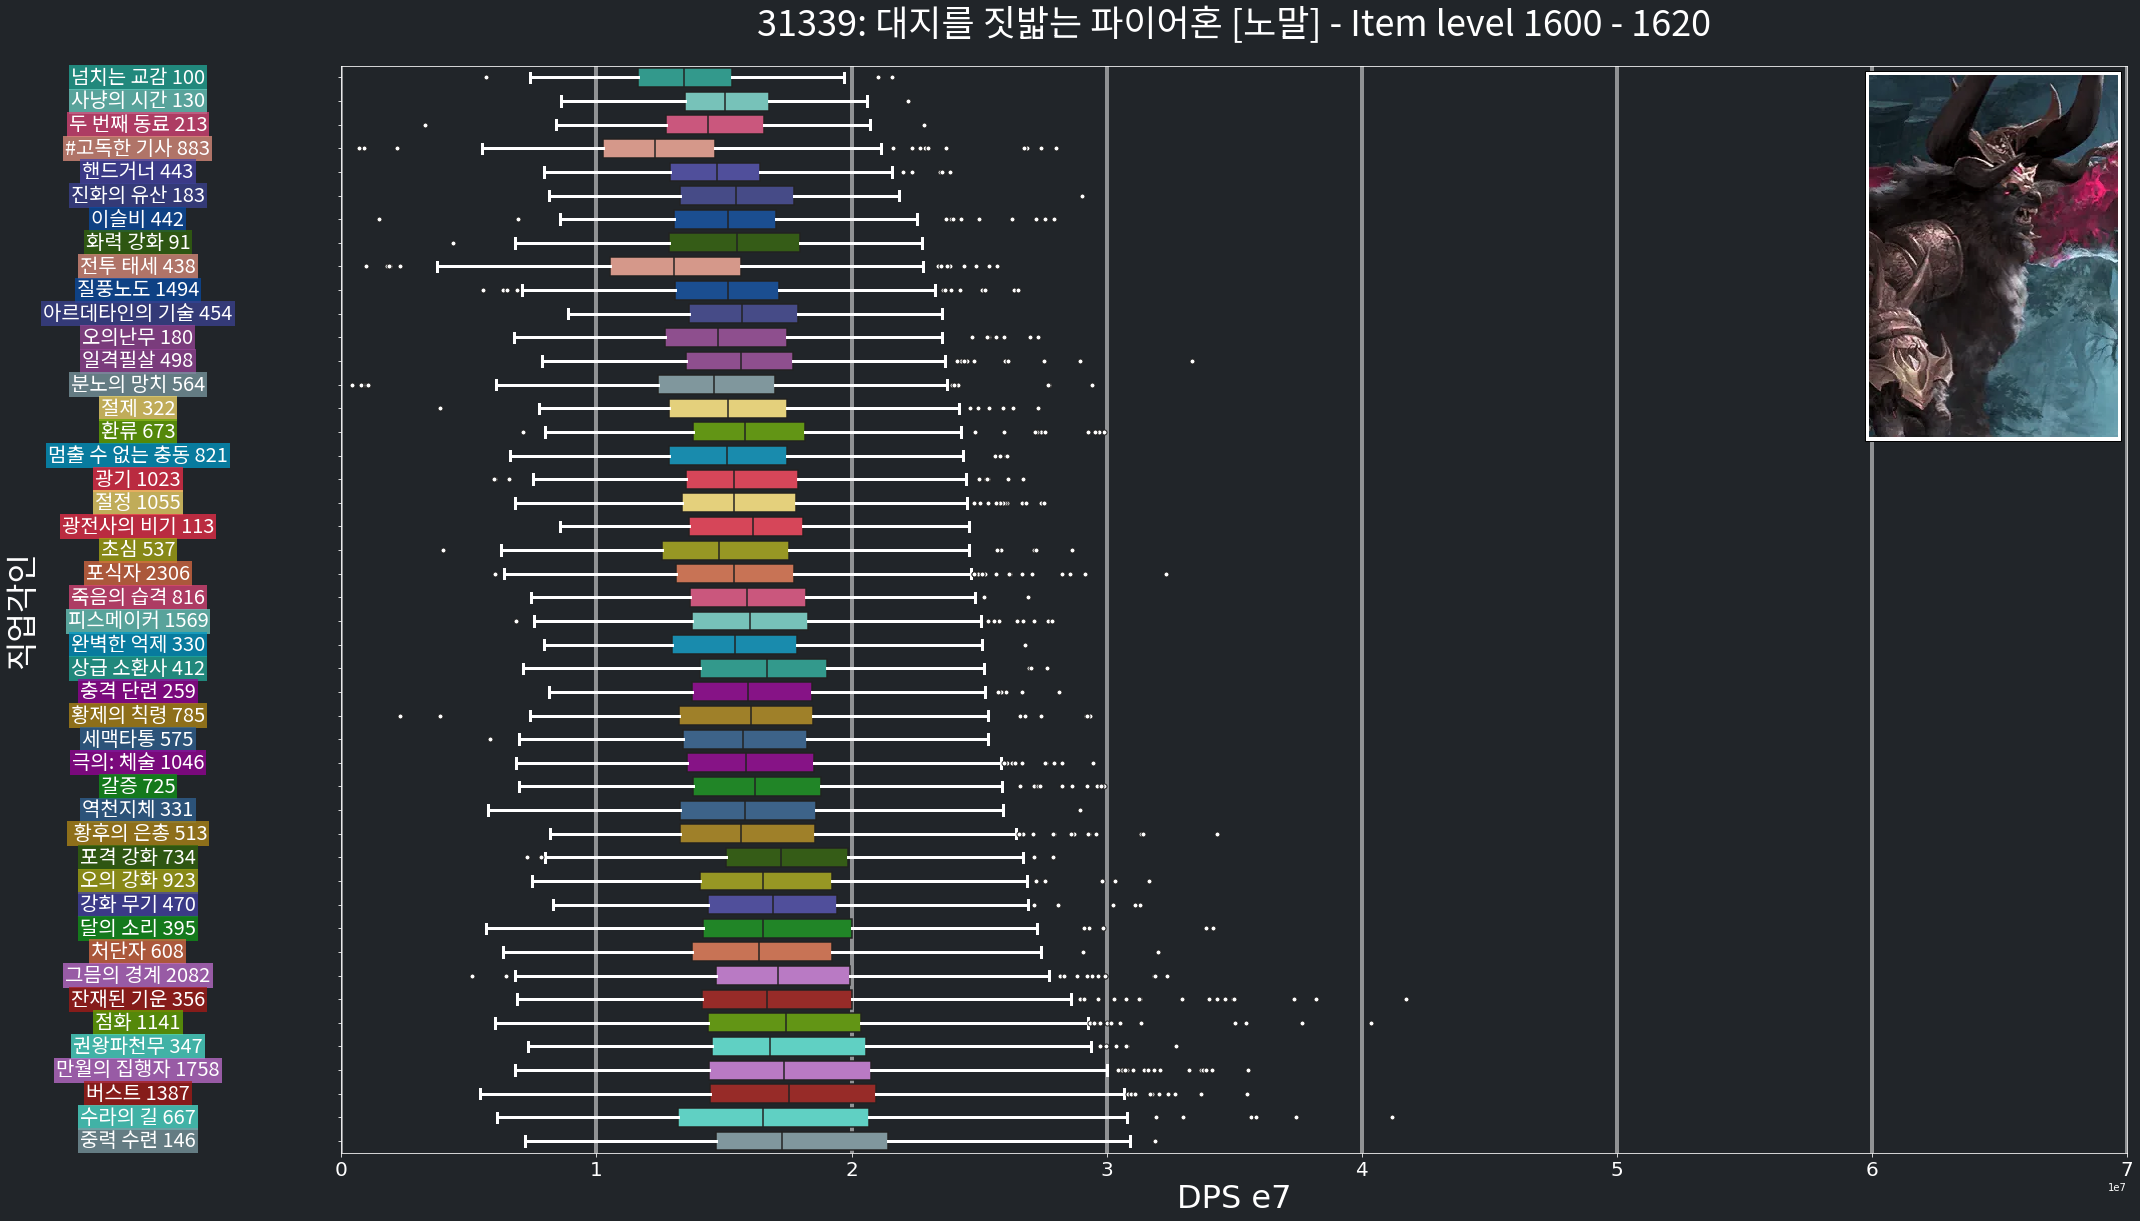 31339: 대지를 짓밟는 파이어혼 [노말] - Item level 1600 - 1620
넘치는 교감 100
사냥의 시간 130
두 번째 동료 213
#고독한 기사 883
핸드거너 443
진화의 유산 183
이슬비 442
화력 강화 91
전투 태세 438
질풍노도 1494
아르데타인의 기술 454
오의난무 180
일격필살 498
분노의 망치 564
절제 322
환류 673
멈출 수 없는 충동 821
광기 1023
절정 1055
광전사의 비기 113
초심 537
포식자 2306
죽음의 습격 816
피스메이커 1569
완벽한 억제 330
상급 소환사 412
충격 단련 259
황제의 칙령 785
세맥타통 575
극의: 체술 1046
갈증 725
역천지체 331
황후의 은총 513
포격 강화 734
오의 강화 923
강화 무기 470
달의 소리 395
처단자 608
그믐의 경계 2082
잔재된 기운 356
점화 1141
권왕파천무 347
만월의 집행자 1758
버스트 1387
수라의 길 667
중력 수련 146
직업각인
0 1 2 3 4 5 6 7
1e7
DPS e7